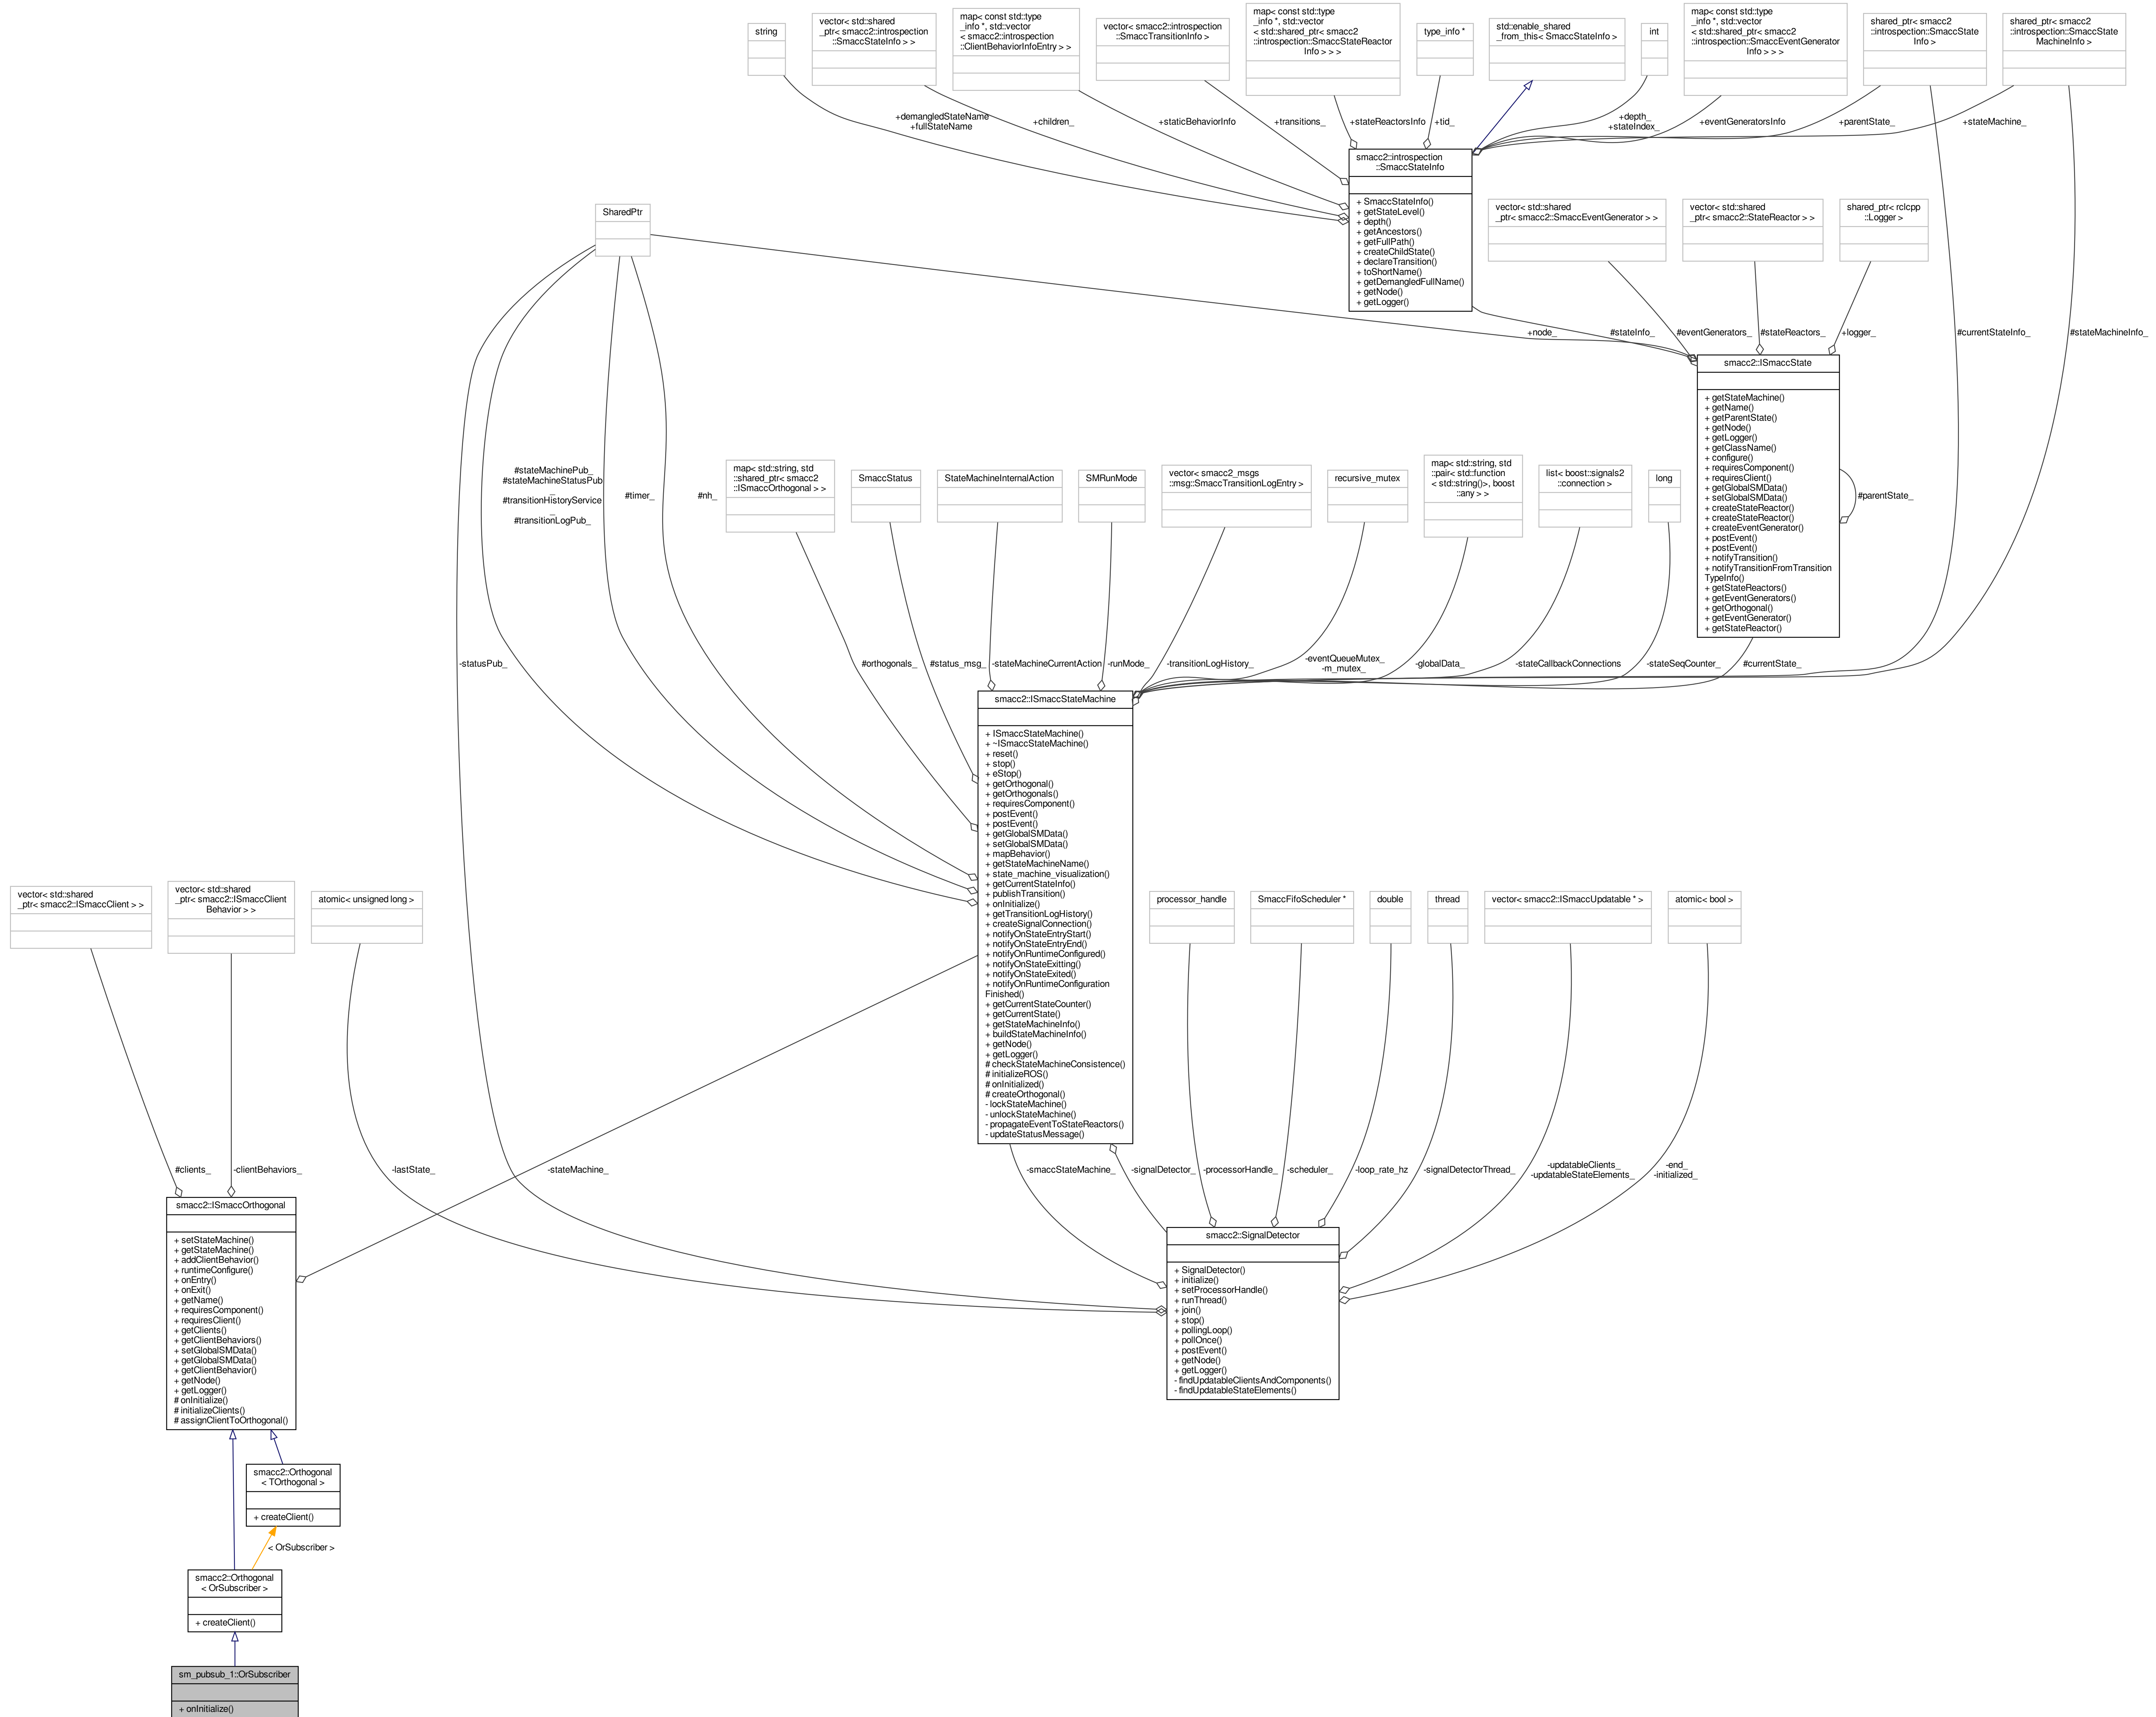 string
vector< std::shared
_ptr< smacc2::introspection
::SmaccStateInfo > >
map< const std::type
_info *, std::vector
< smacc2::introspection
::ClientBehaviorInfoEntry > >
vector< smacc2::introspection
::SmaccTransitionInfo >
map< const std::type
_info *, std::vector
< std::shared_ptr< smacc2
::introspection::SmaccStateReactor
Info > > >
type_info *
std::enable_shared
_from_this< SmaccStateInfo >
int
map< const std::type
_info *, std::vector
< std::shared_ptr< smacc2
::introspection::SmaccEventGenerator
Info > > >
shared_ptr< smacc2
::introspection::SmaccState
Info >
shared_ptr< smacc2
::introspection::SmaccState
MachineInfo >
+demangledStateName
+fullStateName
+children_
+staticBehaviorInfo
+transitions_
+stateReactorsInfo
+tid_
+depth_
+stateIndex_
+eventGeneratorsInfo
+parentState_
+stateMachine_
smacc2::introspection
::SmaccStateInfo
+ SmaccStateInfo()
+ getStateLevel()
+ depth()
+ getAncestors()
+ getFullPath()
+ createChildState()
+ declareTransition()
+ toShortName()
+ getDemangledFullName()
+ getNode()
+ getLogger()
SharedPtr
vector< std::shared
_ptr< smacc2::SmaccEventGenerator > >
vector< std::shared
_ptr< smacc2::StateReactor > >
shared_ptr< rclcpp
::Logger >
+node_
#stateInfo_
#eventGenerators_
#stateReactors_
+logger_
#currentStateInfo_
#stateMachineInfo_
smacc2::ISmaccState
+ getStateMachine()
+ getName()
+ getParentState()
+ getNode()
+ getLogger()
+ getClassName()
+ configure()
+ requiresComponent()
+ requiresClient()
+ getGlobalSMData()
+ setGlobalSMData()
+ createStateReactor()
+ createStateReactor()
+ createEventGenerator()
+ postEvent()
+ postEvent()
+ notifyTransition()
+ notifyTransitionFromTransition
TypeInfo()
+ getStateReactors()
+ getEventGenerators()
+ getOrthogonal()
+ getEventGenerator()
+ getStateReactor()
#parentState_
#stateMachinePub_
#stateMachineStatusPub
_
#transitionHistoryService
_
#transitionLogPub_
#timer_
#nh_
map< std::string, std
::shared_ptr< smacc2
::ISmaccOrthogonal > >
SmaccStatus
StateMachineInternalAction
SMRunMode
vector< smacc2_msgs
::msg::SmaccTransitionLogEntry >
recursive_mutex
map< std::string, std
::pair< std::function
< std::string()>, boost
::any > >
list< boost::signals2
::connection >
long
-statusPub_
#orthogonals_
#status_msg_
-stateMachineCurrentAction
-runMode_
-transitionLogHistory_
-eventQueueMutex_
-m_mutex_
-globalData_
-stateCallbackConnections
-stateSeqCounter_
#currentState_
smacc2::ISmaccStateMachine
+ ISmaccStateMachine()
+ ~ISmaccStateMachine()
+ reset()
+ stop()
+ eStop()
+ getOrthogonal()
+ getOrthogonals()
+ requiresComponent()
+ postEvent()
+ postEvent()
+ getGlobalSMData()
+ setGlobalSMData()
+ mapBehavior()
+ getStateMachineName()
+ state_machine_visualization()
+ getCurrentStateInfo()
+ publishTransition()
+ onInitialize()
+ getTransitionLogHistory()
+ createSignalConnection()
+ notifyOnStateEntryStart()
+ notifyOnStateEntryEnd()
+ notifyOnRuntimeConfigured()
+ notifyOnStateExitting()
+ notifyOnStateExited()
+ notifyOnRuntimeConfiguration
Finished()
+ getCurrentStateCounter()
+ getCurrentState()
+ getStateMachineInfo()
+ buildStateMachineInfo()
+ getNode()
+ getLogger()
# checkStateMachineConsistence()
# initializeROS()
# onInitialized()
# createOrthogonal()
- lockStateMachine()
- unlockStateMachine()
- propagateEventToStateReactors()
- updateStatusMessage()
vector< std::shared
_ptr< smacc2::ISmaccClient > >
vector< std::shared
_ptr< smacc2::ISmaccClient
Behavior > >
atomic< unsigned long >
processor_handle
SmaccFifoScheduler *
double
thread
vector< smacc2::ISmaccUpdatable * >
atomic< bool >
#clients_
-clientBehaviors_
-lastState_
-stateMachine_
-smaccStateMachine_
-signalDetector_
-processorHandle_
-scheduler_
-loop_rate_hz
-signalDetectorThread_
-updatableClients_
-updatableStateElements_
-end_
-initialized_
smacc2::ISmaccOrthogonal
+ setStateMachine()
+ getStateMachine()
+ addClientBehavior()
+ runtimeConfigure()
+ onEntry()
+ onExit()
+ getName()
+ requiresComponent()
+ requiresClient()
+ getClients()
+ getClientBehaviors()
+ setGlobalSMData()
+ getGlobalSMData()
+ getClientBehavior()
+ getNode()
+ getLogger()
# onInitialize()
# initializeClients()
# assignClientToOrthogonal()
smacc2::SignalDetector
+ SignalDetector()
+ initialize()
+ setProcessorHandle()
+ runThread()
+ join()
+ stop()
+ pollingLoop()
+ pollOnce()
+ postEvent()
+ getNode()
+ getLogger()
- findUpdatableClientsAndComponents()
- findUpdatableStateElements()
smacc2::Orthogonal
< TOrthogonal >
+ createClient()
< OrSubscriber >
smacc2::Orthogonal
< OrSubscriber >
+ createClient()
sm_pubsub_1::OrSubscriber
+ onInitialize()